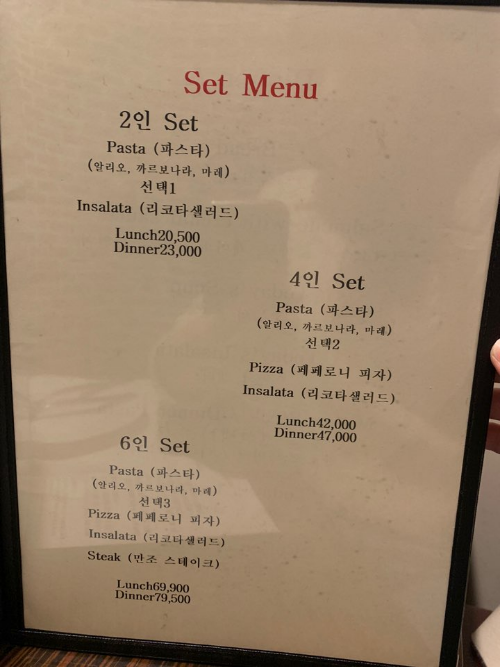 Set Menu
2인 Set
Pasta (파스타)
(알리오, 까르보나라, 마레)
선택1
Insalata (리코타샐러드)
Lunch20,500
Dinner23,000
4인 Set
Pasta (파스타)
(알리오, 까르보나라, 마레)
선택2
Pizza (페페로니 피자)
Insalata (리코타샐러드)
Lunch42,000
Dinner47,000
6인 Set
Pasta (파스타)
(알리오, 까르보나라, 마레)
선택3
Pizza (페페로니 피자)
Insalata (리코타샐러드)
Steak (만조 스테이크)
Lunch69,900
Dinner79,500